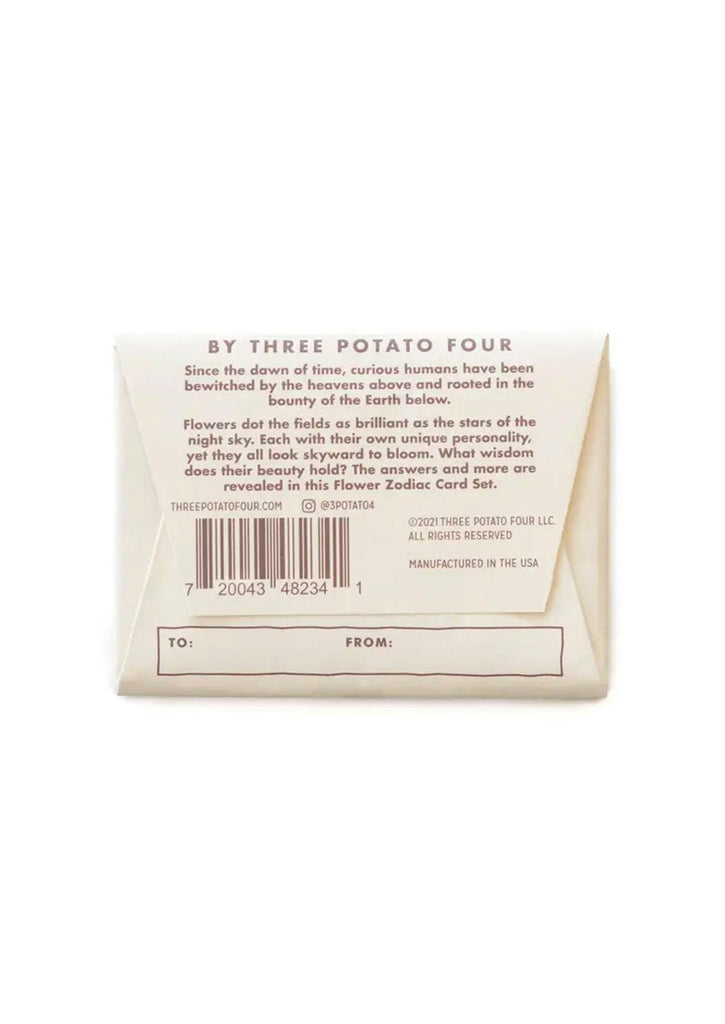 BY THREE POTATO FOUR
Since the dawn of time, curious humans have been
bewitched by the heavens above and rooted in the
bounty of the Earth below.
Flowers dot the fields as brilliant as the stars of the
night sky. Each with their own unique personality,
yet they all look skyward to bloom. What wisdom
does their beauty hold? The answers and more are
revealed in this Flower Zodiac Card Set.
THREEPOTATOFOUR.COM @3POTATO4
©2021 THREE POTATO FOUR LLC.
ALL RIGHTS RESERVED
MANUFACTURED IN THE USA
7 20043 48234 1
TO: FROM: